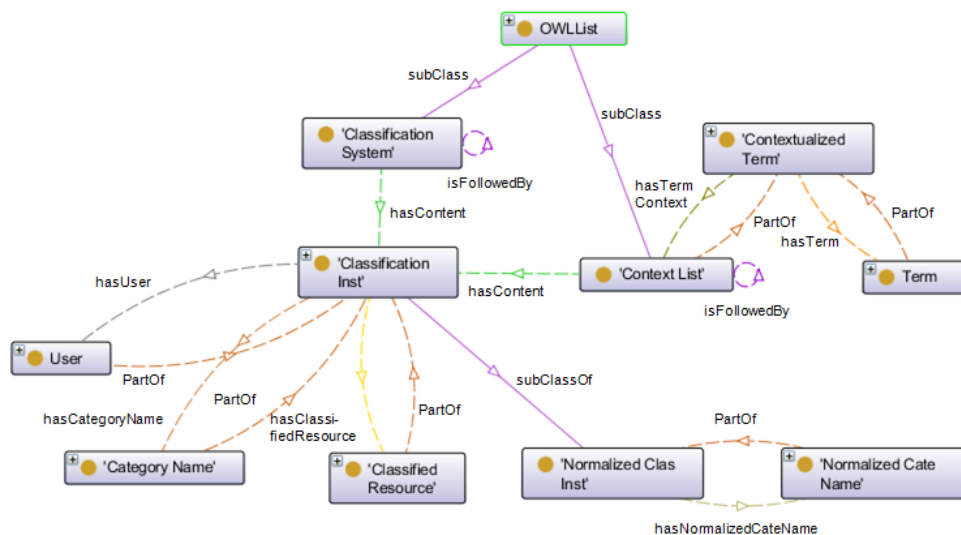 OWLList
subClass
subClass
'Classification
System'
'Contextualized
Term'
isFollowedBy
hasTerm
Context
hasContent
PartOf
PartOf
hasTerm
'Classification
Inst'
'Context List'
Term
hasUser
hasContent
isFollowedBy
User
PartOf
subClassOf
PartOf
hasClassi-
fiedResource
PartOf
hasCategoryName
PartOf
'Category Name'
'Classified
Resource'
'Normalized Clas
Inst'
'Normalized Cate
Name'
hasNormalizedCateName